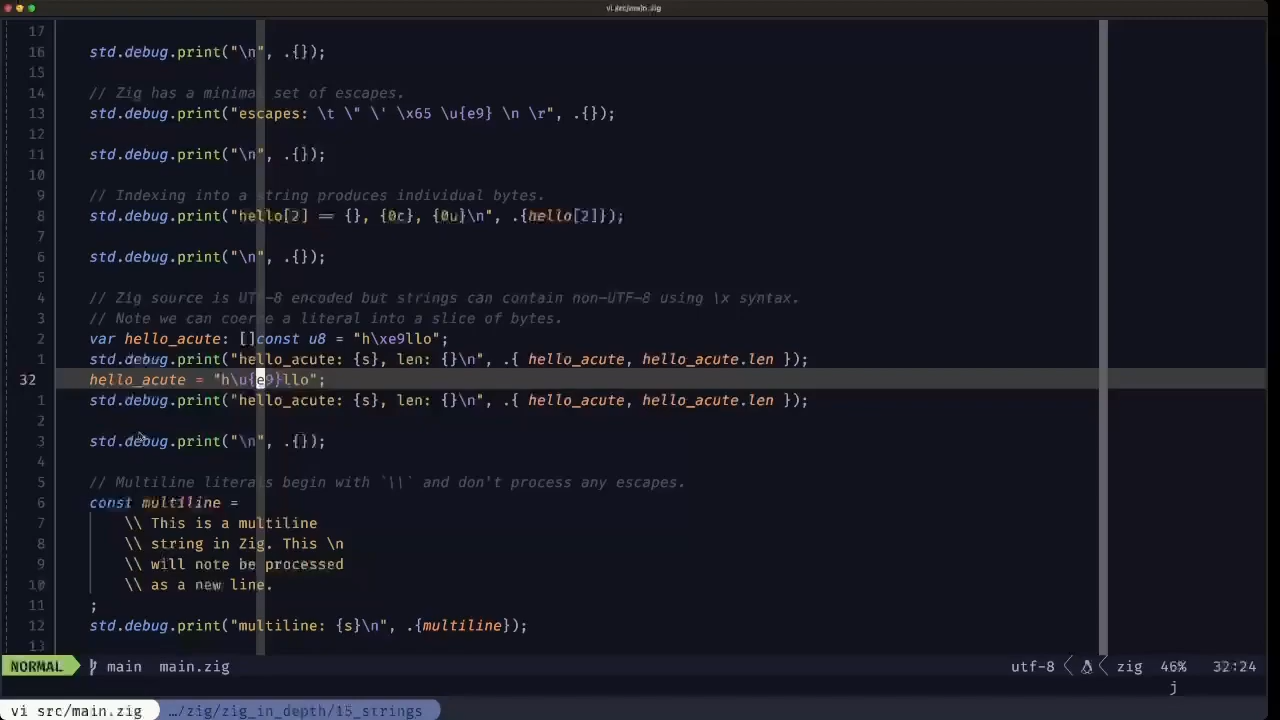 vi src/main.zig
17
16 std.debug.print("\n", .{});
15
14 // Zig has a minimal set of escapes.
13 std.debug.print("escapes: \t \" \' \x65 \u{e9} \n \r", .{});
12
11 std.debug.print("\n", .{});
10
9 // Indexing into a string produces individual bytes.
8 std.debug.print("hello[2] == {}, {0c}, {0u}\n", .{hello[2]});
7
6 std.debug.print("\n", .{});
5
4 // Zig source is UTF-8 encoded but strings can contain non-UTF-8 using \x syntax.
3 // Note we can coerce a literal into a slice of bytes.
2 var hello_acute: []const u8 = "h\xe9llo";
1 std.debug.print("hello_acute: {s}, len: {}\n", .{ hello_acute, hello_acute.len });
32 hello_acute = "h\u{e9}llo";
1 std.debug.print("hello_acute: {s}, len: {}\n", .{ hello_acute, hello_acute.len });
2
3 std.debug.print("\n", .{});
4
5 // Multiline literals begin with `\\` and don't process any escapes.
6 const multiline =
7 \\ This is a multiline
8 \\ string in Zig. This \n
9 \\ will note be processed
10 \\ as a new line.
11 ;
12 std.debug.print("multiline: {s}\n", .{multiline});
13
NORMAL main main.zig utf-8 zig 46% 32:24
j
vi src/main.zig …/zig/zig_in_depth/15_strings